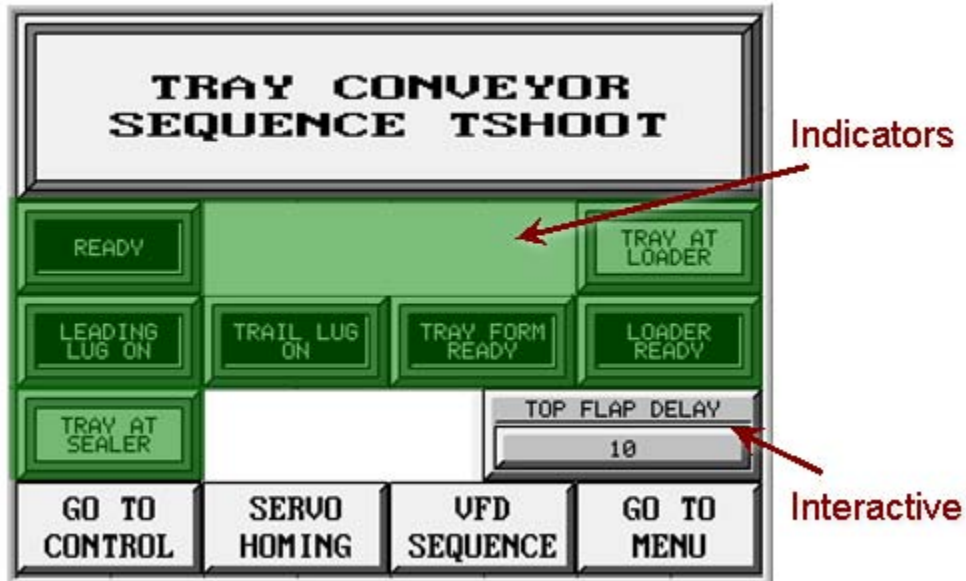 TRAY CONVEYOR
SEQUENCE TSHOOT
Indicators
READY
TRAY AT
LOADER
LEADING
LUG ON
TRAIL LUG
ON
TRAY FORM
READY
LOADER
READY
TRAY AT
SEALER
TOP FLAP DELAY
10
Interactive
GO TO
CONTROL
SERVO
HOMING
VFD
SEQUENCE
GO TO
MENU